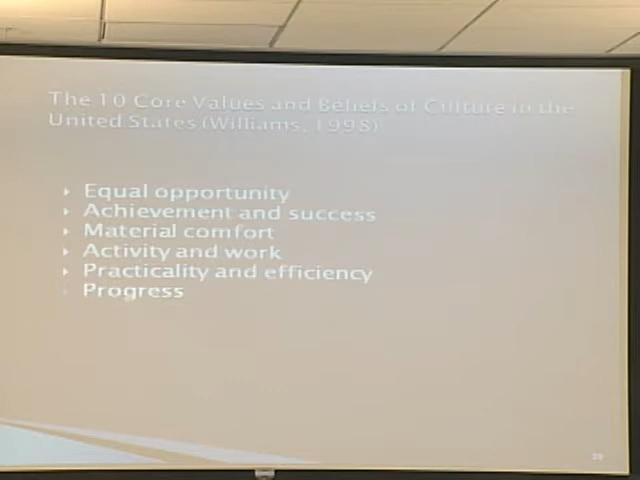 The 10 Core Values and Beliefs of Culture in the
United States (Williams, 1998)
Equal opportunity
Achievement and success
Material comfort
Activity and work
Practicality and efficiency
Progress